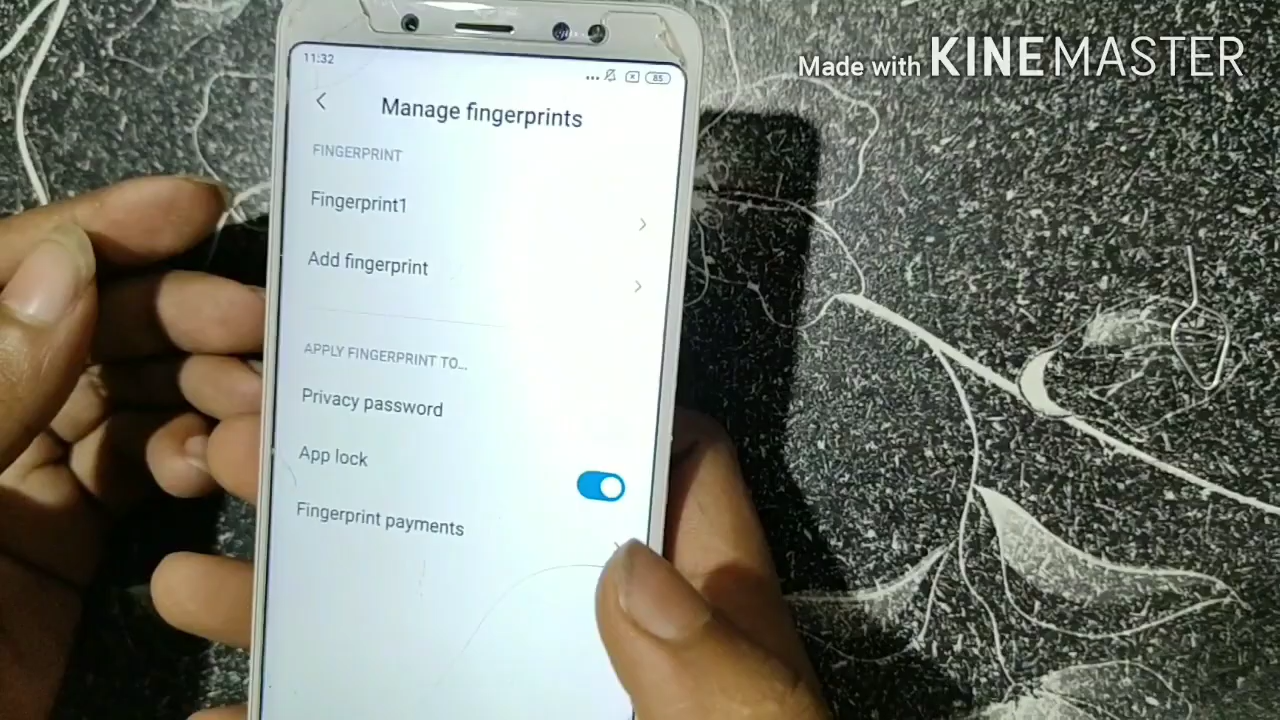 Made with KINEMASTER
11:32
85
Manage fingerprints
FINGERPRINT
Fingerprint1
Add fingerprint
APPLY FINGERPRINT TO...
Privacy password
App lock
Fingerprint payments